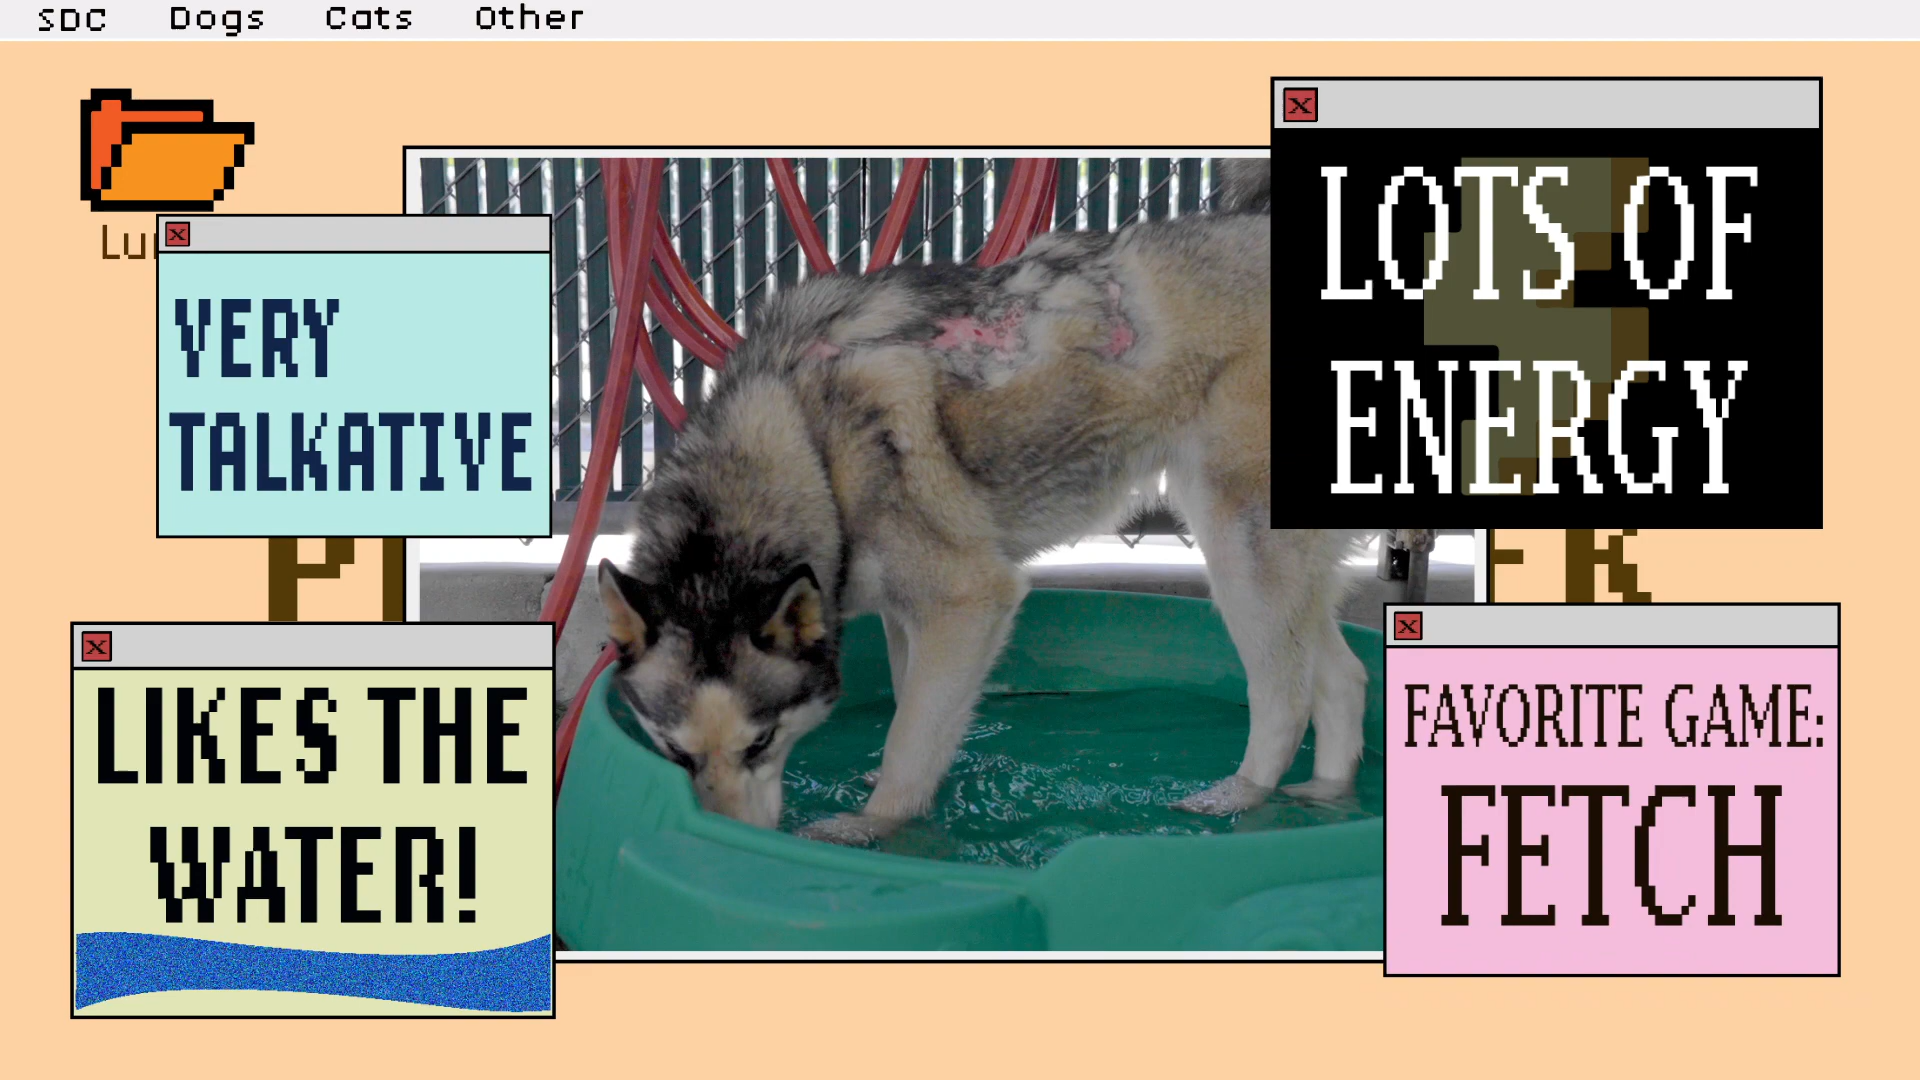 SDC Dogs Cats Other
VERY
TALKATIVE
LOTS OF
ENERGY
LIKES THE
WATER!
FAVORITE GAME:
FETCH